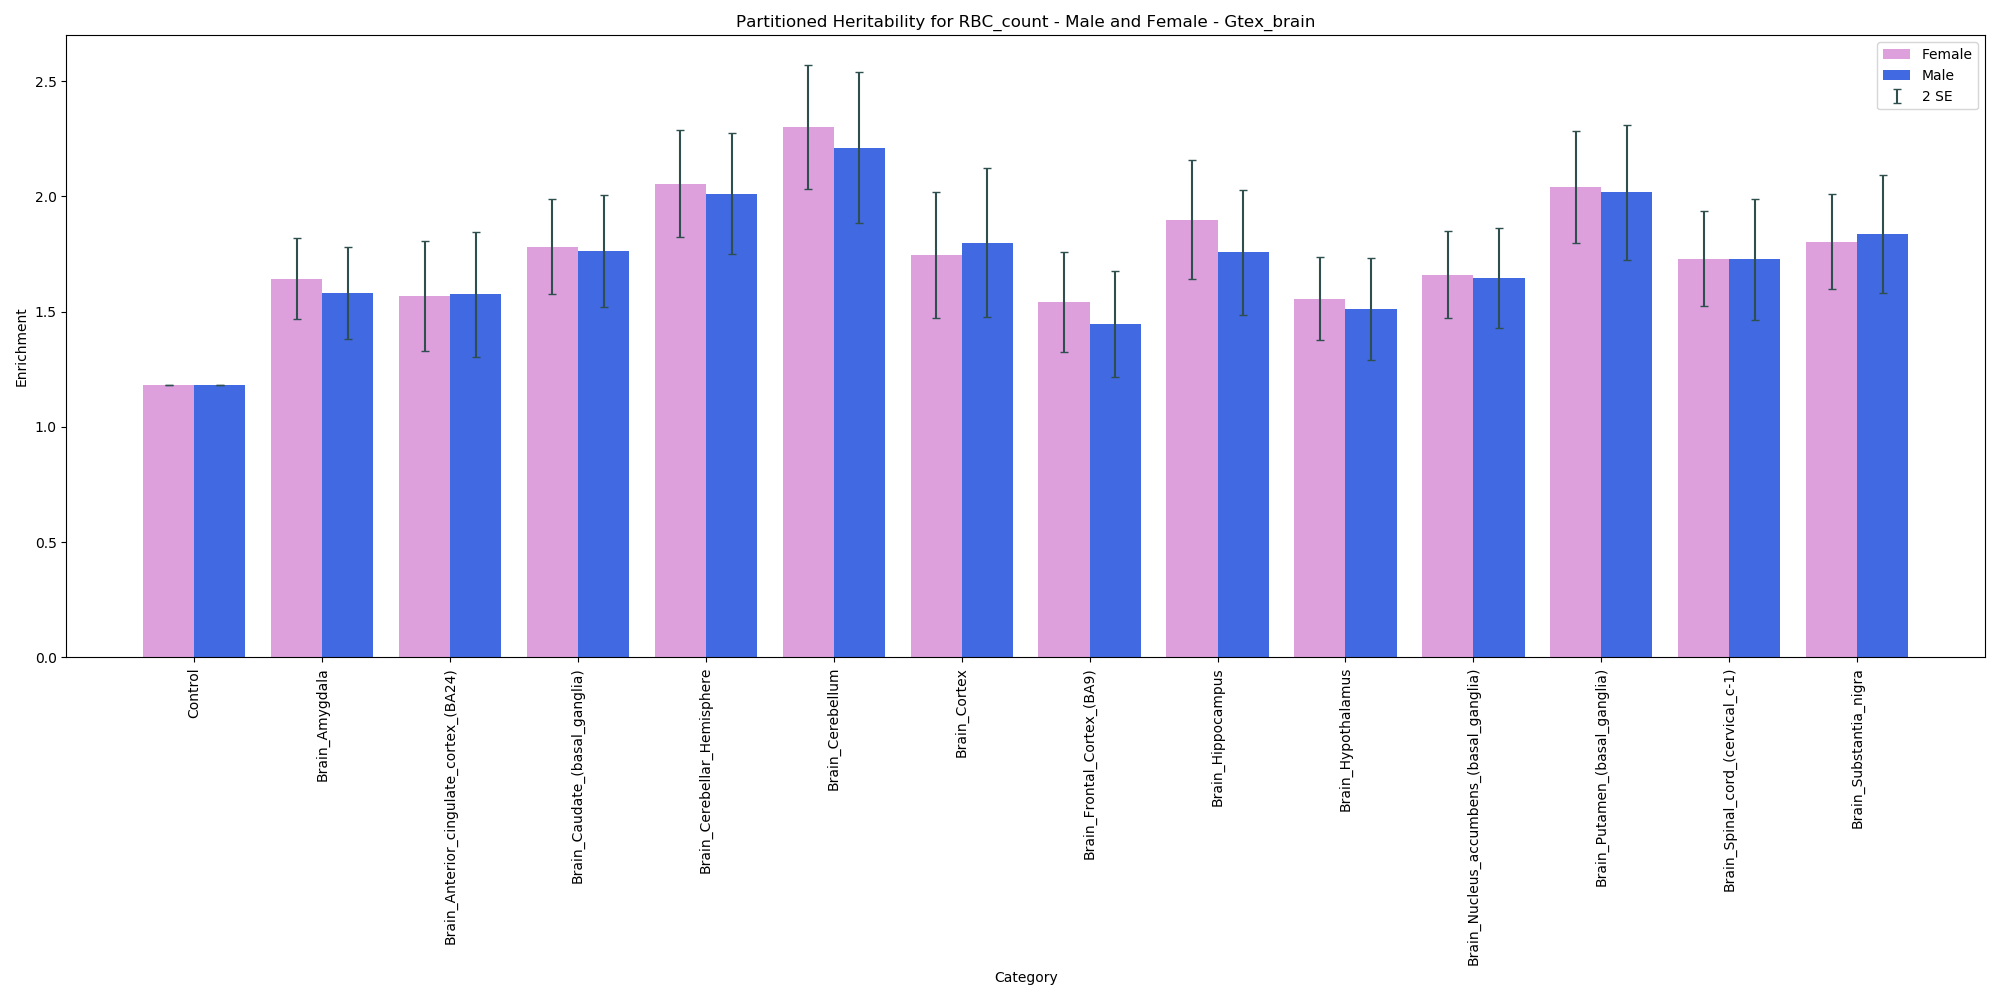 Partitioned Heritability for RBC_count - Male and Female - Gtex_brain
Female
Male
2 SE
Enrichment
2.5
2.0
1.5
1.0
0.5
0.0
Control
Brain_Amygdala
Brain_Anterior_cingulate_cortex_(BA24)
Brain_Caudate_(basal_ganglia)
Brain_Cerebellar_Hemisphere
Brain_Cerebellum
Brain_Cortex
Brain_Frontal_Cortex_(BA9)
Brain_Hippocampus
Brain_Hypothalamus
Brain_Nucleus_accumbens_(basal_ganglia)
Brain_Putamen_(basal_ganglia)
Brain_Spinal_cord_(cervical_c-1)
Brain_Substantia_nigra
Category